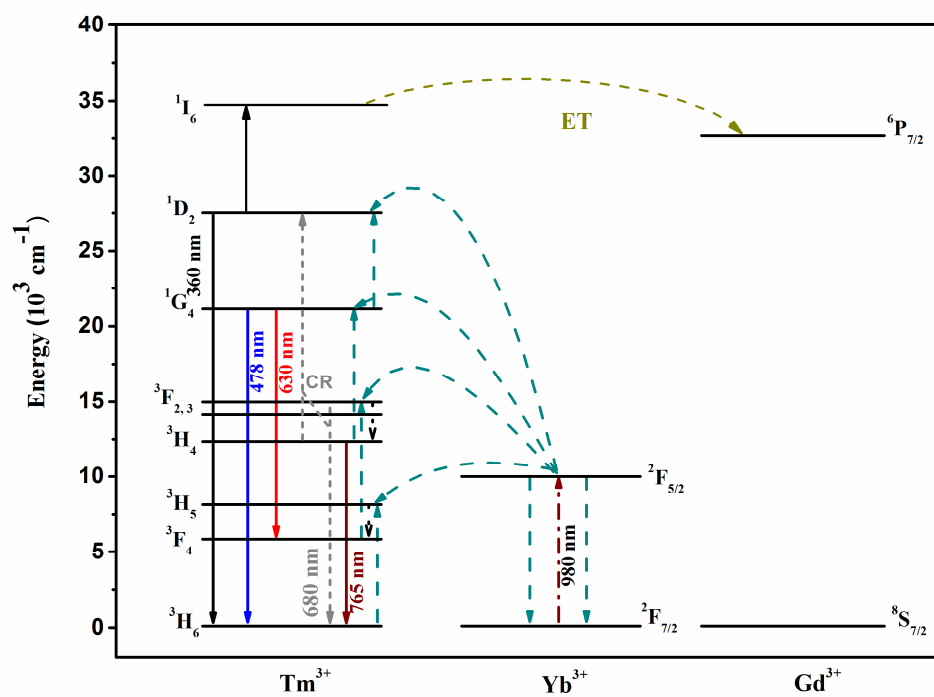 40
35
30
25
20
15
10
5
0
Energy (10³ cm⁻¹)
¹I₆
¹D₂
¹G₄
³F₂,₃
³H₄
³H₅
³F₄
³H₆
360 nm
478 nm
630 nm
CR
680 nm
765 nm
ET
980 nm
²F₅/₂
²F₇/₂
⁶P₇/₂
⁸S₇/₂
Tm³⁺
Yb³⁺
Gd³⁺